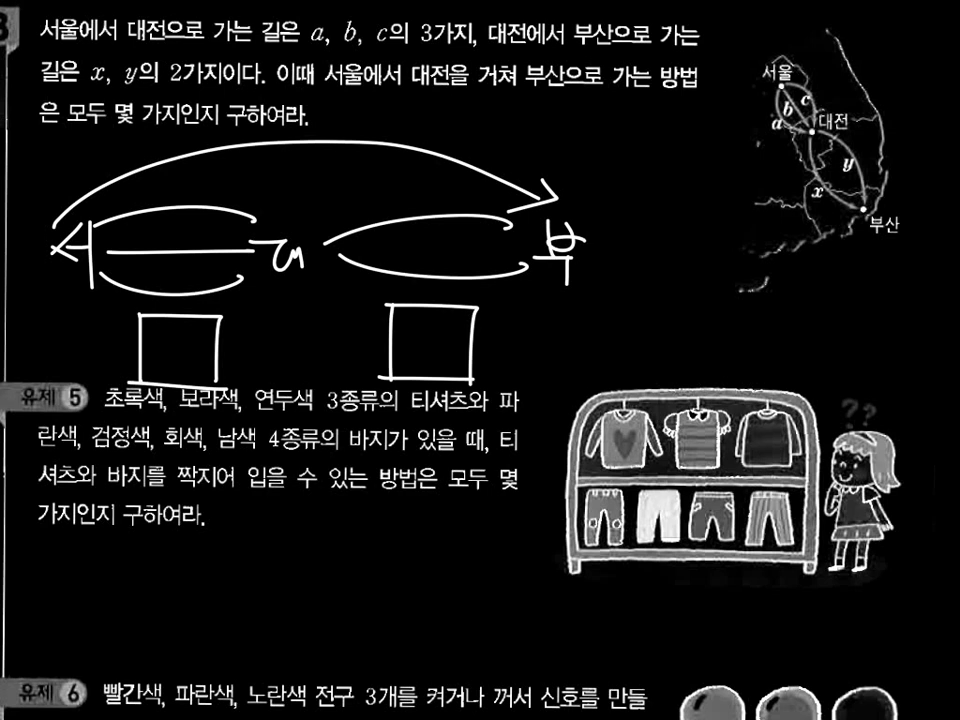 서울에서 대전으로 가는 길은 a, b, c의 3가지, 대전에서 부산으로 가는
길은 x, y의 2가지이다. 이때 서울에서 대전을 거쳐 부산으로 가는 방법
은 모두 몇 가지인지 구하여라.
서울
c
b
a
대전
y
x
부산
서
부
유제 5 초록색, 보라색, 연두색 3종류의 티셔츠와 파
란색, 검정색, 회색, 남색 4종류의 바지가 있을 때, 티
셔츠와 바지를 짝지어 입을 수 있는 방법은 모두 몇
가지인지 구하여라.
??
유제 6 빨간색, 파란색, 노란색 전구 3개를 켜거나 꺼서 신호를 만들